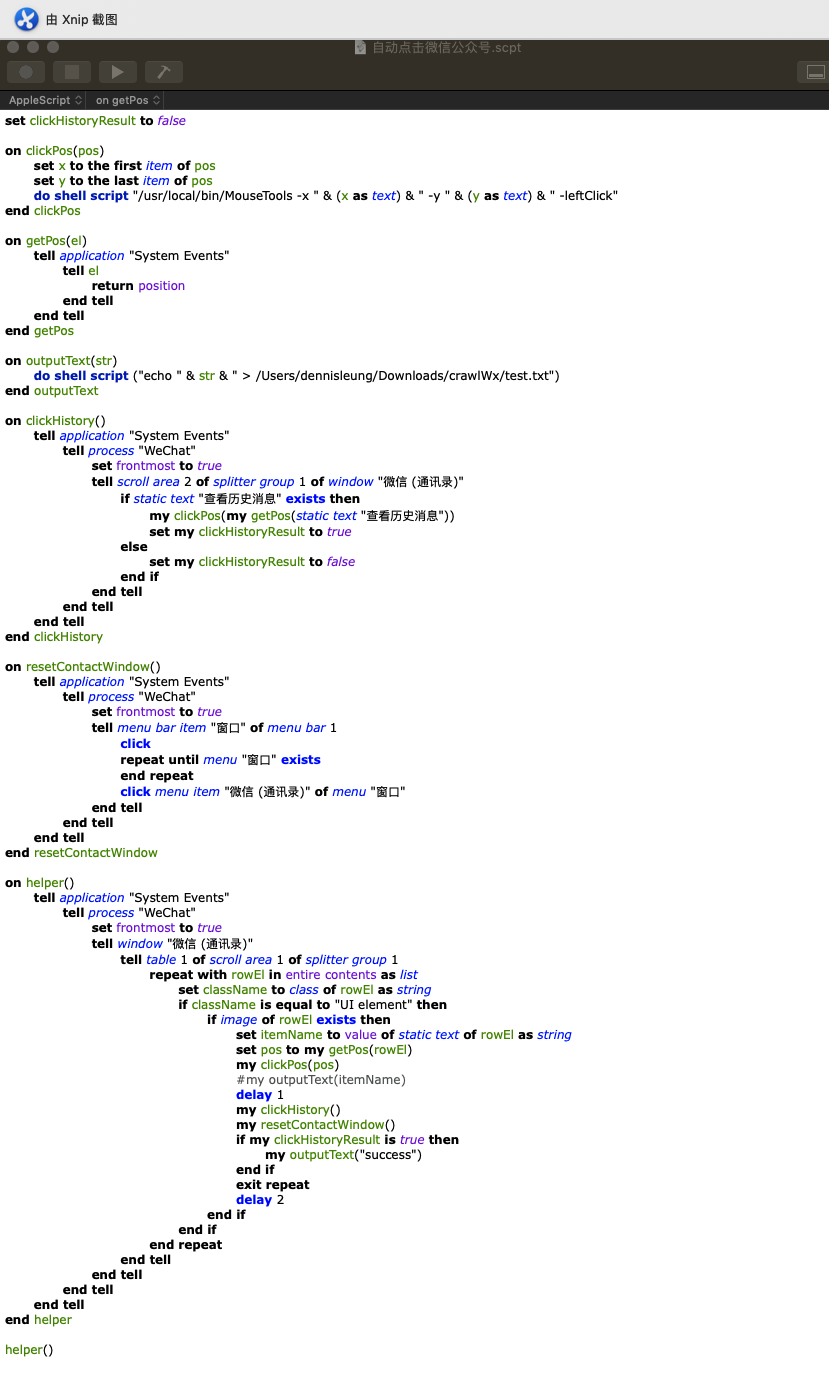 由 Xnip 截图
自动点击微信公众号.scpt
AppleScript on getPos
set clickHistoryResult to false
on clickPos(pos)
set x to the first item of pos
set y to the last item of pos
do shell script "/usr/local/bin/MouseTools -x " & (x as text) & " -y " & (y as text) & " -leftClick"
end clickPos
on getPos(el)
tell application "System Events"
tell el
return position
end tell
end tell
end getPos
on outputText(str)
do shell script ("echo " & str & " > /Users/dennisleung/Downloads/crawlWx/test.txt")
end outputText
on clickHistory()
tell application "System Events"
tell process "WeChat"
set frontmost to true
tell scroll area 2 of splitter group 1 of window "微信 (通讯录)"
if static text "查看历史消息" exists then
my clickPos(my getPos(static text "查看历史消息"))
set my clickHistoryResult to true
else
set my clickHistoryResult to false
end if
end tell
end tell
end tell
end clickHistory
on resetContactWindow()
tell application "System Events"
tell process "WeChat"
set frontmost to true
tell menu bar item "窗口" of menu bar 1
click
repeat until menu "窗口" exists
end repeat
click menu item "微信 (通讯录)" of menu "窗口"
end tell
end tell
end tell
end resetContactWindow
on helper()
tell application "System Events"
tell process "WeChat"
set frontmost to true
tell window "微信 (通讯录)"
tell table 1 of scroll area 1 of splitter group 1
repeat with rowEl in entire contents as list
set className to class of rowEl as string
if className is equal to "UI element" then
if image of rowEl exists then
set itemName to value of static text of rowEl as string
set pos to my getPos(rowEl)
my clickPos(pos)
#my outputText(itemName)
delay 1
my clickHistory()
my resetContactWindow()
if my clickHistoryResult is true then
my outputText("success")
end if
exit repeat
delay 2
end if
end if
end repeat
end tell
end tell
end tell
end tell
end helper
helper()